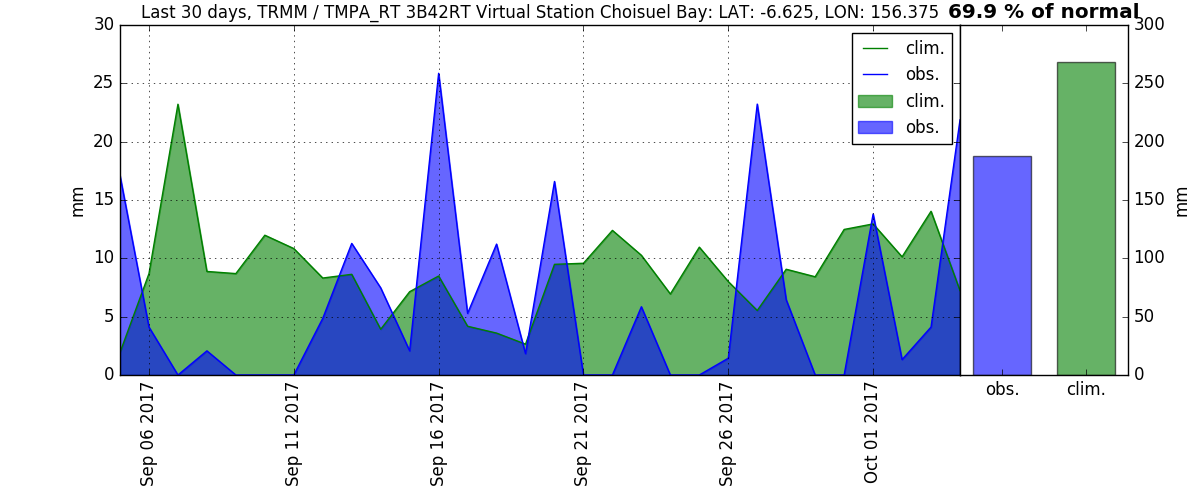 Last 30 days, TRMM / TMPA_RT 3B42RT Virtual Station Choisuel Bay: LAT: -6.625, LON: 156.375 69.9 % of normal
30
25
20
15
10
5
0
mm
clim.
obs.
clim.
obs.
300
250
200
150
100
50
0
mm
Sep 06 2017
Sep 11 2017
Sep 16 2017
Sep 21 2017
Sep 26 2017
Oct 01 2017
obs.
clim.